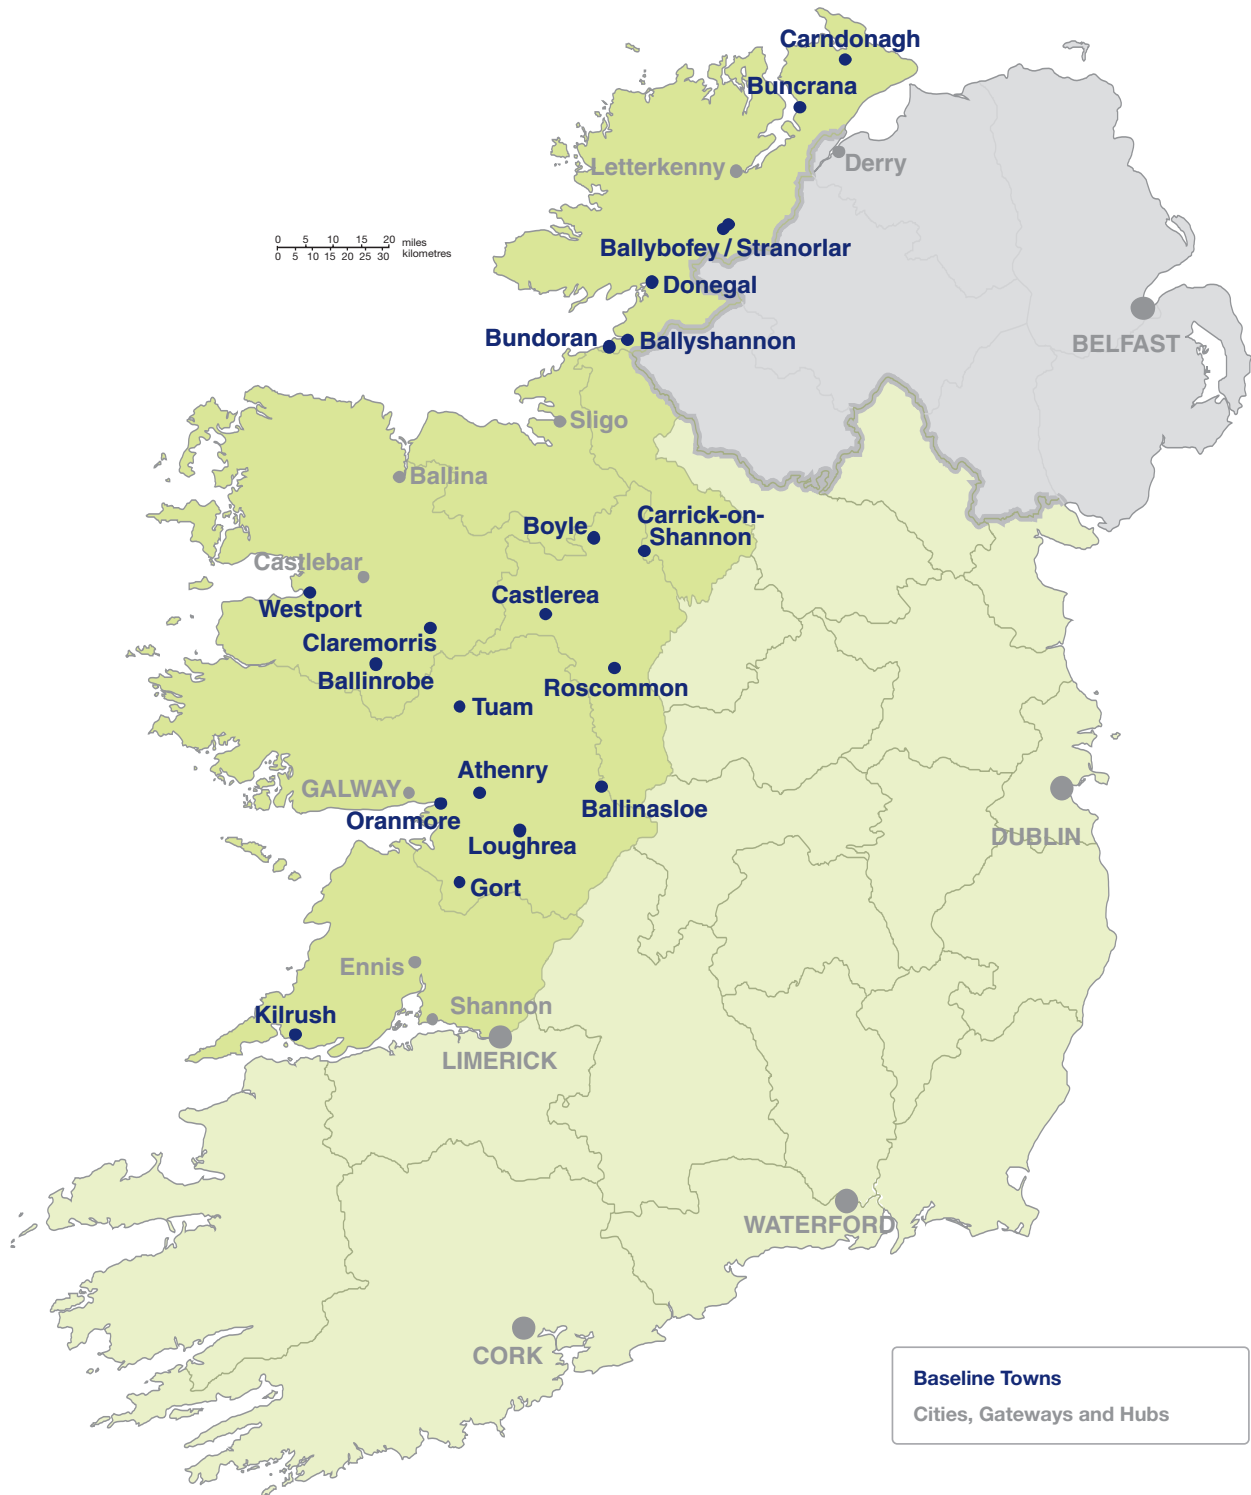 Carndonagh
Buncrana
Letterkenny
Derry
0 5 10 15 20 miles
0 5 10 15 20 25 30 kilometres
Ballybofey / Stranorlar
Donegal
Bundoran
Ballyshannon
BELFAST
Sligo
Ballina
Boyle
Carrick-on-
Shannon
Castlebar
Westport
Castlerea
Claremorris
Ballinrobe
Roscommon
Tuam
Athenry
GALWAY
Oranmore
Ballinasloe
Loughrea
DUBLIN
Gort
Ennis
Shannon
Kilrush
LIMERICK
WATERFORD
CORK
Baseline Towns
Cities, Gateways and Hubs